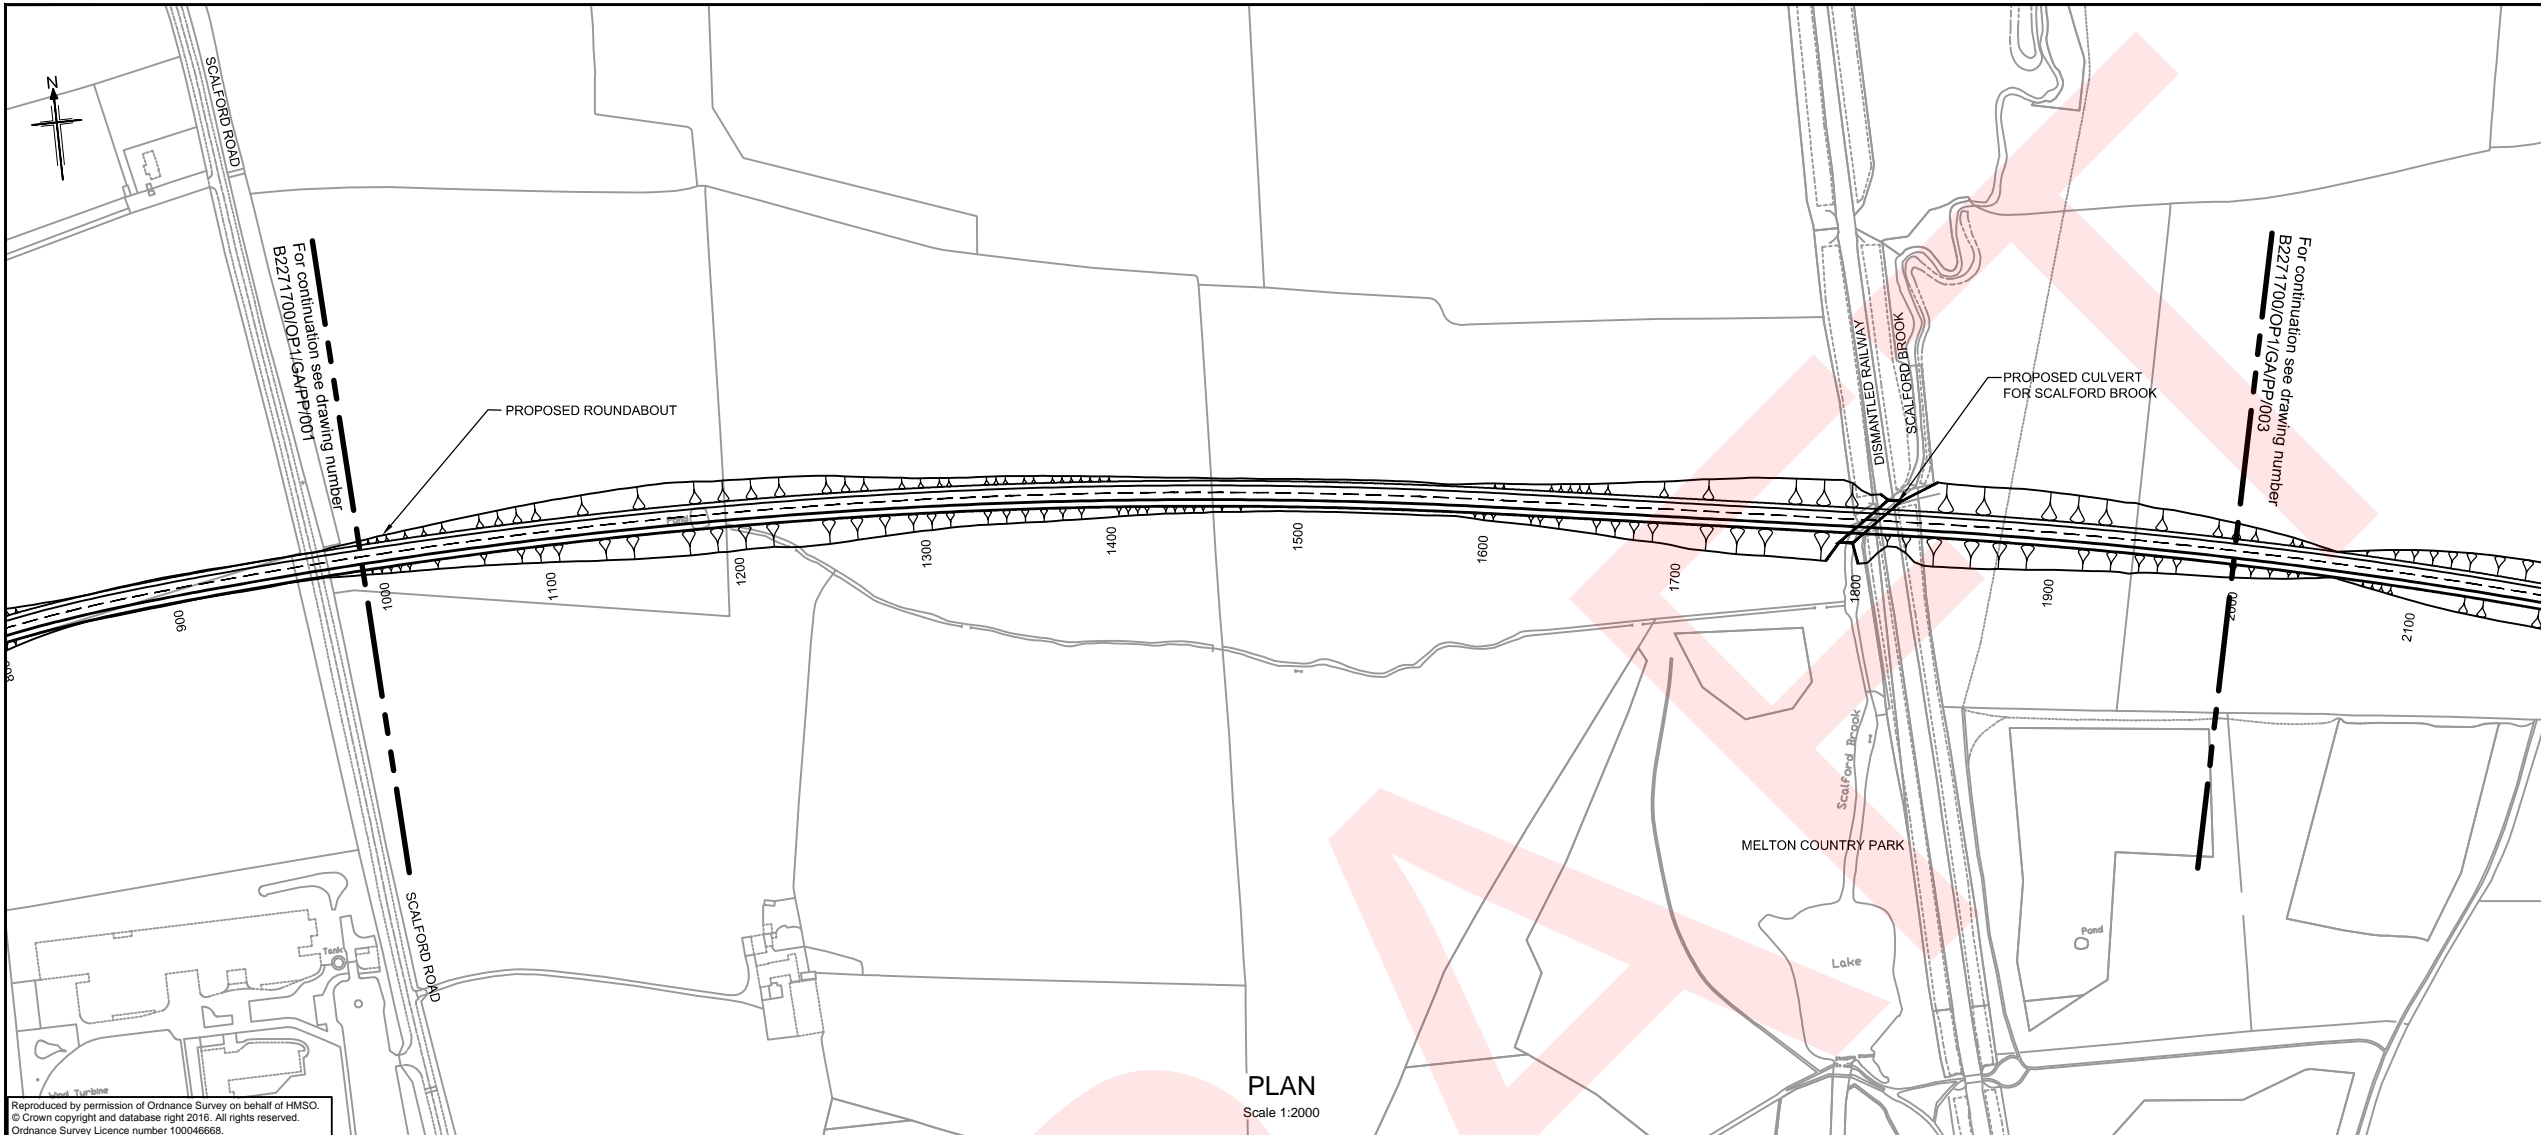 N
SCALFORD ROAD
For continuation see drawing number
B2271700/OP1/GA/PP/001
PROPOSED ROUNDABOUT
DISMANTLED RAILWAY
SCALFORD BROOK
PROPOSED CULVERT
FOR SCALFORD BROOK
For continuation see drawing number
B2271700/OP1/GA/PP/003
Pond
800
900
1000
1100
1200
1300
1400
1500
1600
1700
1800
1900
2000
2100
Scalford Brook
MELTON COUNTRY PARK
SCALFORD ROAD
Tank
Lake
Pond
Wind Turbine
PLAN
Scale 1:2000
Reproduced by permission of Ordnance Survey on behalf of HMSO.
© Crown copyright and database right 2016. All rights reserved.
Ordnance Survey Licence number 100046668.